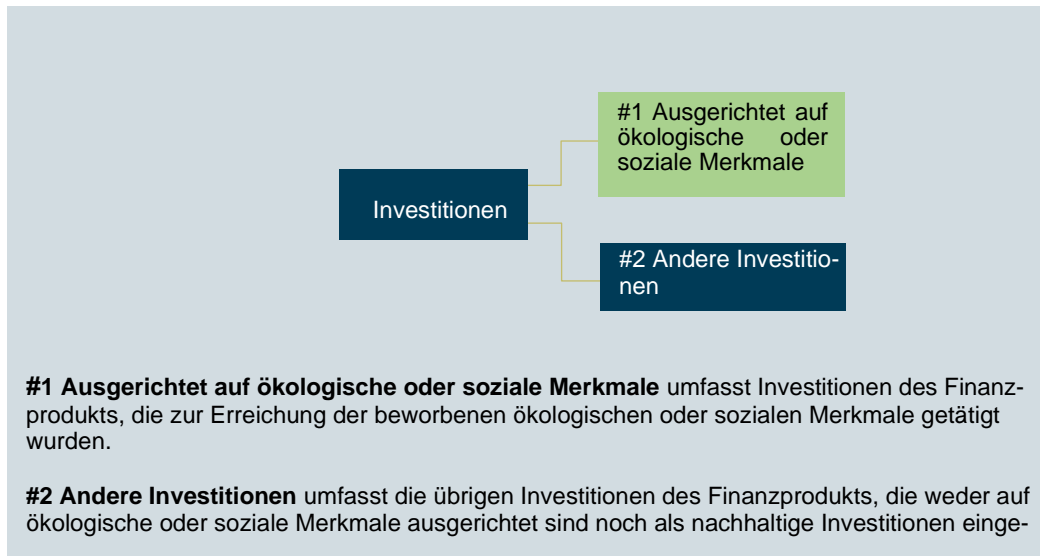 #1 Ausgerichtet auf
ökologische oder
soziale Merkmale
Investitionen
#2 Andere Investitio-
nen
#1 Ausgerichtet auf ökologische oder soziale Merkmale umfasst Investitionen des Finanz-
produkts, die zur Erreichung der beworbenen ökologischen oder sozialen Merkmale getätigt
wurden.
#2 Andere Investitionen umfasst die übrigen Investitionen des Finanzprodukts, die weder auf
ökologische oder soziale Merkmale ausgerichtet sind noch als nachhaltige Investitionen einge-